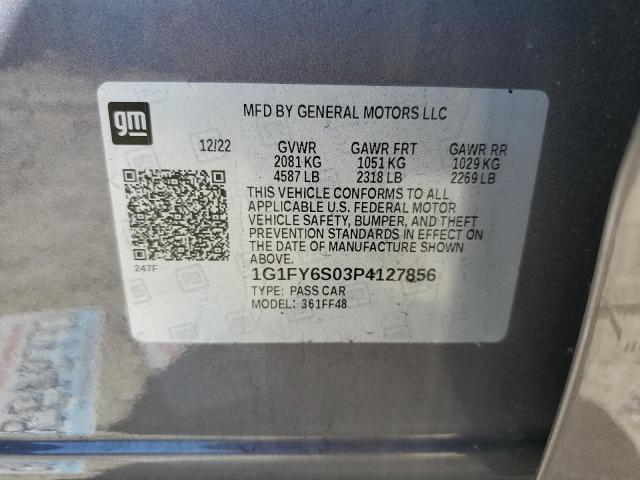 gm
MFD BY GENERAL MOTORS LLC
12/22 GVWR GAWR FRT GAWR RR
2081 KG 1051 KG 1029 KG
4587 LB 2318 LB 2269 LB
THIS VEHICLE CONFORMS TO ALL
APPLICABLE U.S. FEDERAL MOTOR
VEHICLE SAFETY, BUMPER, AND THEFT
PREVENTION STANDARDS IN EFFECT ON
THE DATE OF MANUFACTURE SHOWN
ABOVE.
247F
1G1FY6S03P4127856
TYPE: PASS CAR
MODEL: 361FF48